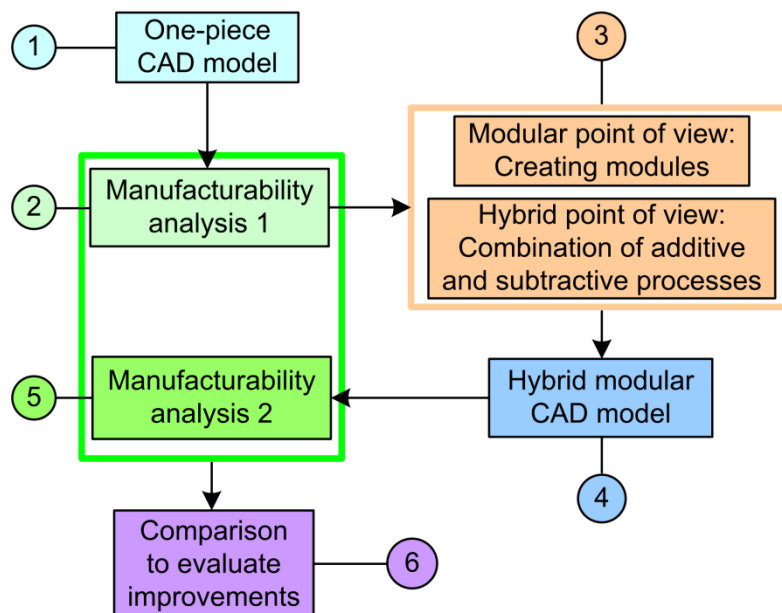 1
One-piece
CAD model
2
Manufacturability
analysis 1
3
Modular point of view:
Creating modules
Hybrid point of view:
Combination of additive
and subtractive processes
Hybrid modular
CAD model
4
5
Manufacturability
analysis 2
Comparison
to evaluate
improvements
6